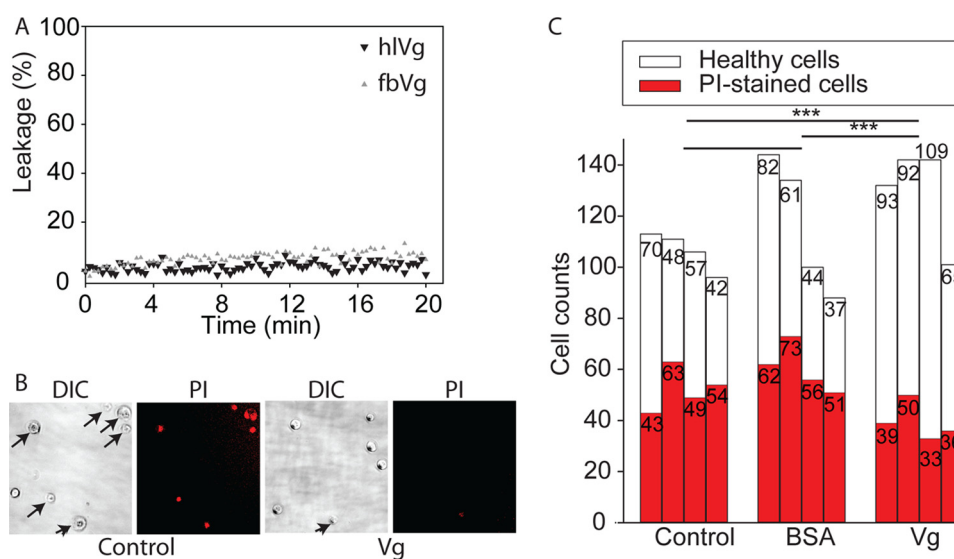 A
100
80
60
40
20
0
Leakage (%)
hlVg
fbVg
0 4 8 12 16 20
Time (min)
B
DIC PI DIC PI
Control Vg
C
Healthy cells
PI-stained cells
***
***
140
120
100
80
60
40
20
0
Cell counts
70 48 57 42 82 61 44 37 93 92 109
43 63 49 54 62 73 56 51 39 50 33
Control BSA Vg